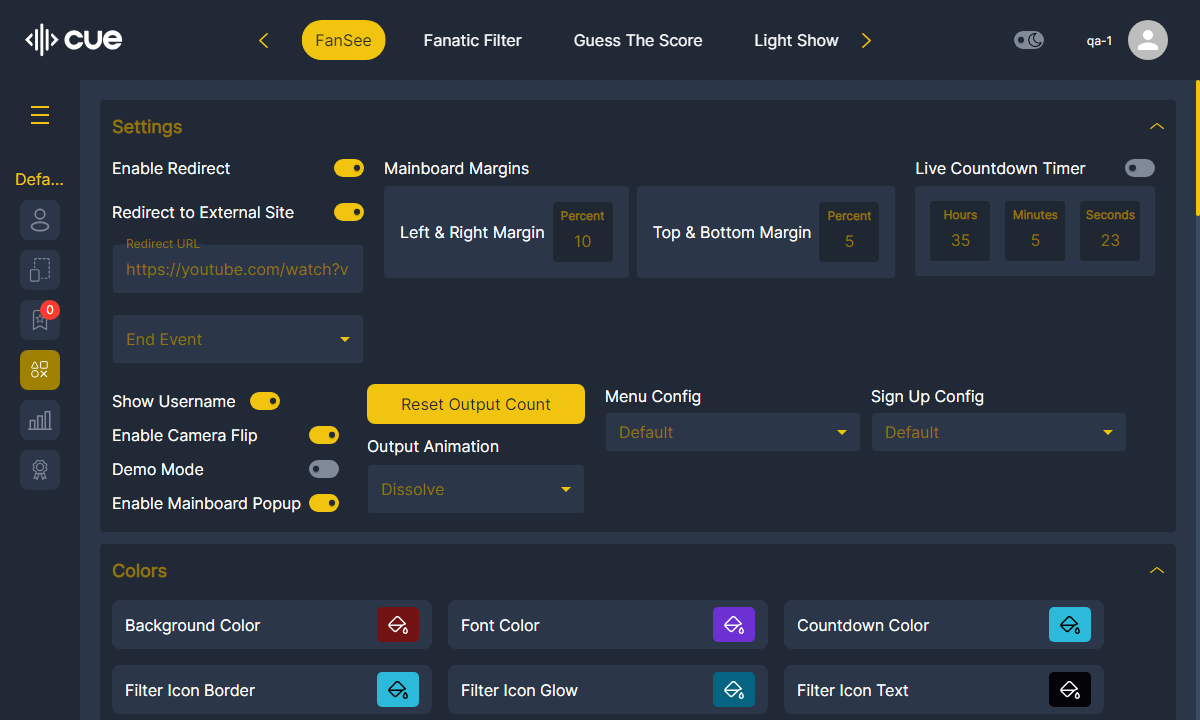 cue
FanSee
Fanatic Filter
Guess The Score
Light Show
qa-1
Defa...
0
Settings
Enable Redirect
Redirect to External Site
Redirect URL
https://youtube.com/watch?v
End Event
Mainboard Margins
Left & Right Margin
Percent
10
Top & Bottom Margin
Percent
5
Live Countdown Timer
Hours
35
Minutes
5
Seconds
23
Show Username
Enable Camera Flip
Demo Mode
Enable Mainboard Popup
Reset Output Count
Output Animation
Dissolve
Menu Config
Default
Sign Up Config
Default
Colors
Background Color
Font Color
Countdown Color
Filter Icon Border
Filter Icon Glow
Filter Icon Text